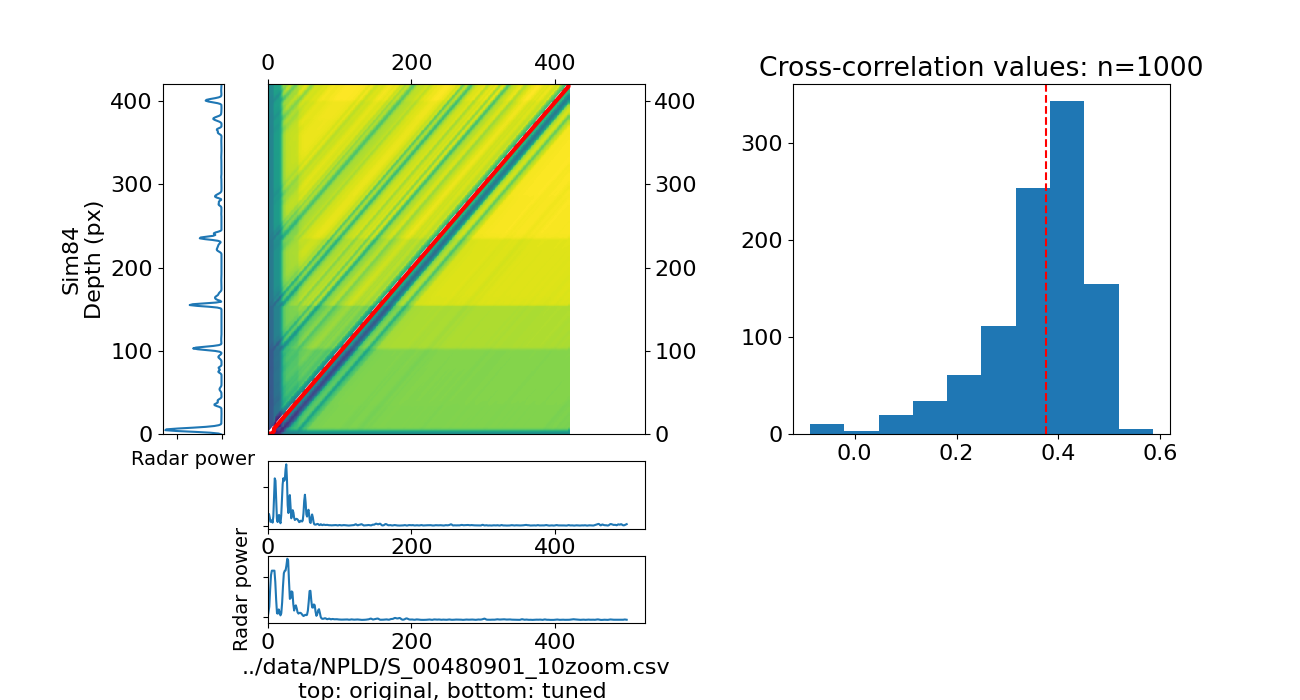 Cross-correlation values: n=1000
0 200 400
400
300
200
100
0
Sim84
Depth (px)
Radar power
400
300
200
100
0
300
200
100
0
0.0 0.2 0.4 0.6
0 200 400
Radar power
0 200 400
../data/NPLD/S_00480901_10zoom.csv
top: original, bottom: tuned